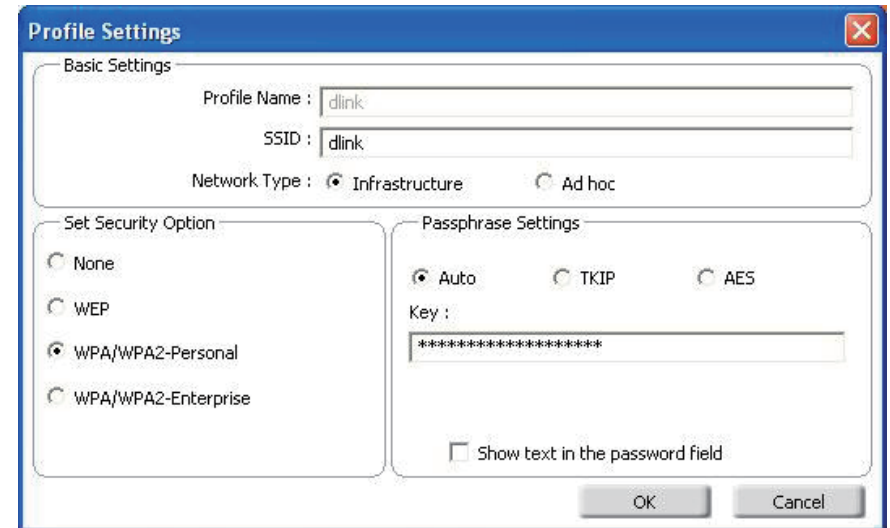 Profile Settings
Basic Settings
Profile Name : dlink
SSID : dlink
Network Type : Infrastructure Ad hoc
Set Security Option
None
WEP
WPA/WPA2-Personal
WPA/WPA2-Enterprise
Passphrase Settings
Auto TKIP AES
Key :
*******************
Show text in the password field
OK Cancel